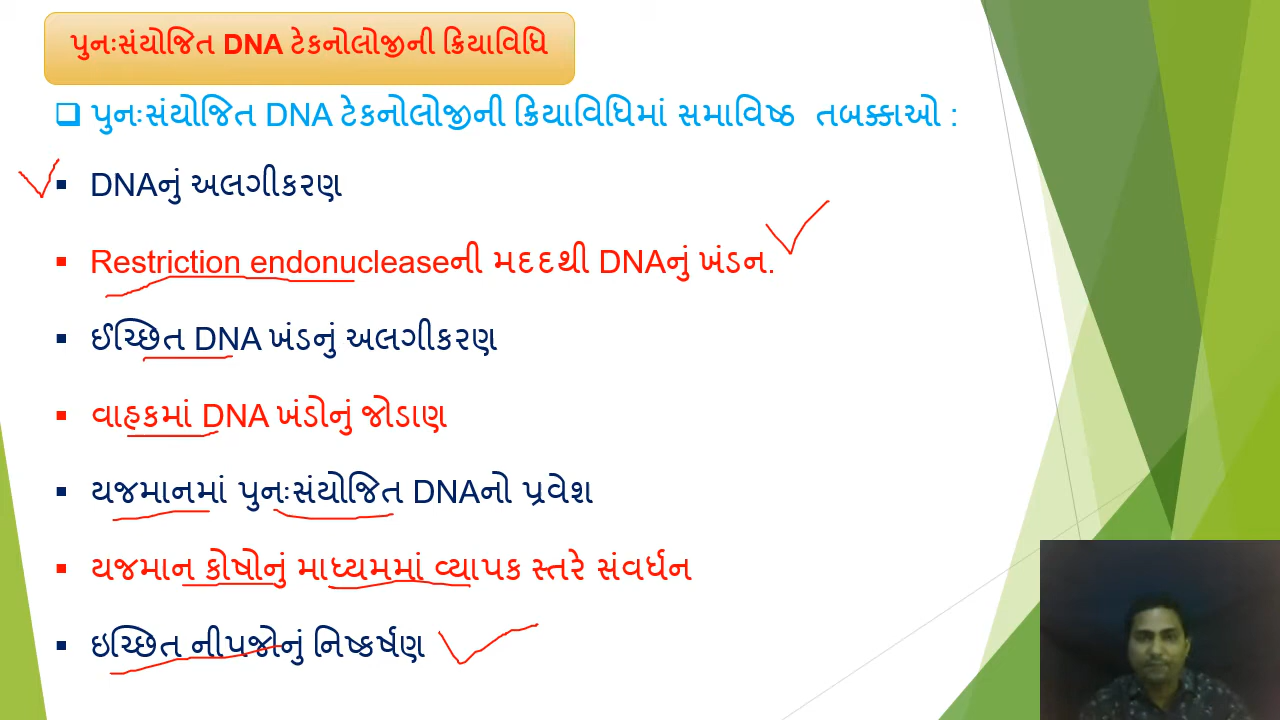 પુનઃસંયોજિત DNA ટેકનોલોજીની ક્રિયાવિધિ
પુનઃસંયોજિત DNA ટેકનોલોજીની ક્રિયાવિધિમાં સમાવિષ્ઠ તબક્કાઓ :
DNAનું અલગીકરણ
Restriction endonucleaseની મદદથી DNAનું ખંડન.
ઈચ્છિત DNA ખંડનું અલગીકરણ
વાહકમાં DNA ખંડોનું જોડાણ
યજમાનમાં પુનઃસંયોજિત DNAનો પ્રવેશ
યજમાન કોષોનું માધ્યમમાં વ્યાપક સ્તરે સંવર્ધન
ઇચ્છિત નીપજોનું નિષ્કર્ષણ